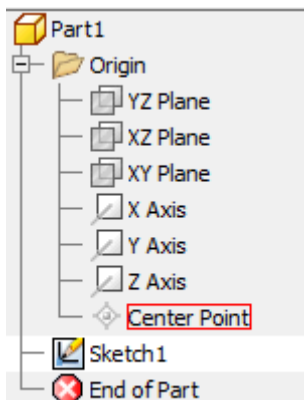 Part1
Origin
YZ Plane
XZ Plane
XY Plane
X Axis
Y Axis
Z Axis
Center Point
Sketch1
End of Part